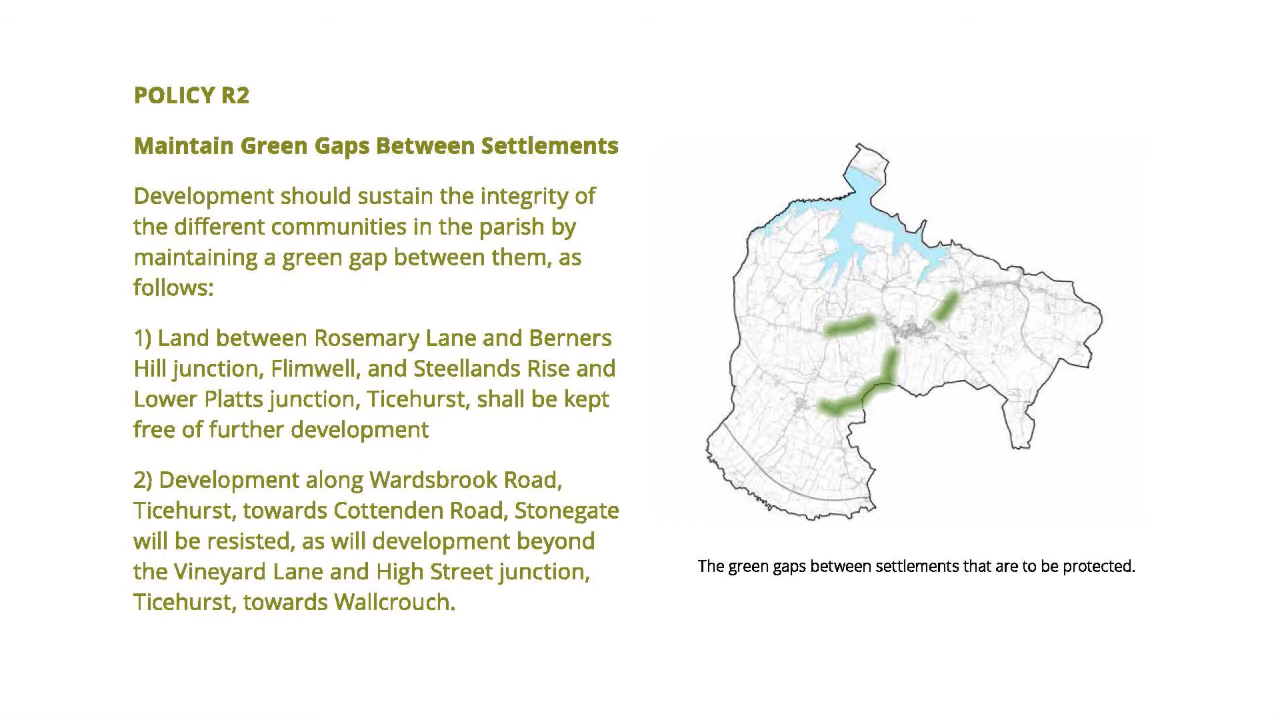 POLICY R2
Maintain Green Gaps Between Settlements
Development should sustain the integrity of
the different communities in the parish by
maintaining a green gap between them, as
follows:
1) Land between Rosemary Lane and Berners
Hill junction, Flimwell, and Steellands Rise and
Lower Platts junction, Ticehurst, shall be kept
free of further development
2) Development along Wardsbrook Road,
Ticehurst, towards Cottenden Road, Stonegate
will be resisted, as will development beyond
the Vineyard Lane and High Street junction,
Ticehurst, towards Wallcrouch.
The green gaps between settlements that are to be protected.